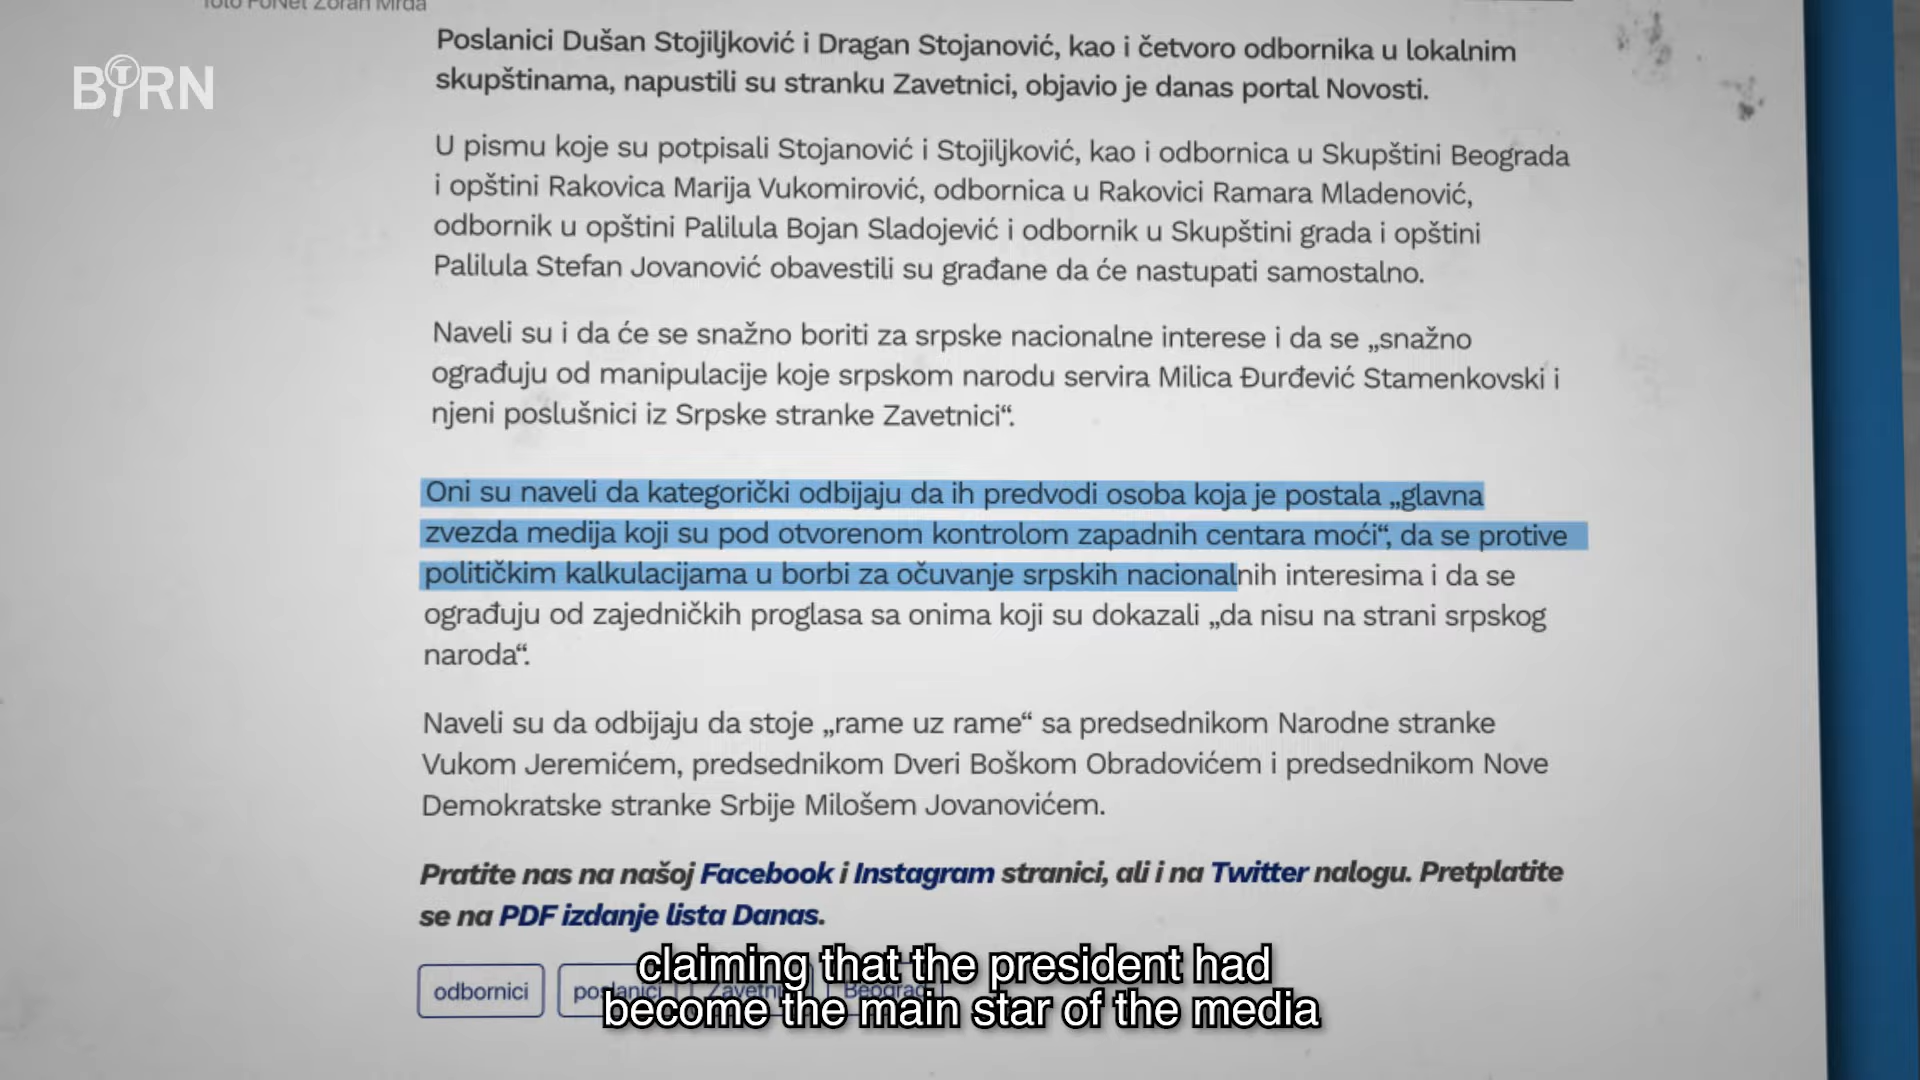 foto FoNet Zoran Mrđa
BIRN
Poslanici Dušan Stojiljković i Dragan Stojanović, kao i četvoro odbornika u lokalnim
skupštinama, napustili su stranku Zavetnici, objavio je danas portal Novosti.
U pismu koje su potpisali Stojanović i Stojiljković, kao i odbornica u Skupštini Beograda
i opštini Rakovica Marija Vukomirović, odbornica u Rakovici Ramara Mladenović,
odbornik u opštini Palilula Bojan Sladojević i odbornik u Skupštini grada i opštini
Palilula Stefan Jovanović obavestili su građane da će nastupati samostalno.
Naveli su i da će se snažno boriti za srpske nacionalne interese i da se „snažno
ograđuju od manipulacije koje srpskom narodu servira Milica Đurđević Stamenkovski i
njeni poslušnici iz Srpske stranke Zavetnici“.
Oni su naveli da kategorički odbijaju da ih predvodi osoba koja je postala „glavna
zvezda medija koji su pod otvorenom kontrolom zapadnih centara moći“, da se protive
političkim kalkulacijama u borbi za očuvanje srpskih nacionalnih interesima i da se
ograđuju od zajedničkih proglasa sa onima koji su dokazali „da nisu na strani srpskog
naroda“.
Naveli su da odbijaju da stoje „rame uz rame“ sa predsednikom Narodne stranke
Vukom Jeremićem, predsednikom Dveri Boškom Obradovićem i predsednikom Nove
Demokratske stranke Srbije Milošem Jovanovićem.
Pratite nas na našoj Facebook i Instagram stranici, ali i na Twitter nalogu. Pretplatite
se na PDF izdanje lista Danas.
odbornici poslanici Zavetnici Beograd
claiming that the president had
become the main star of the media